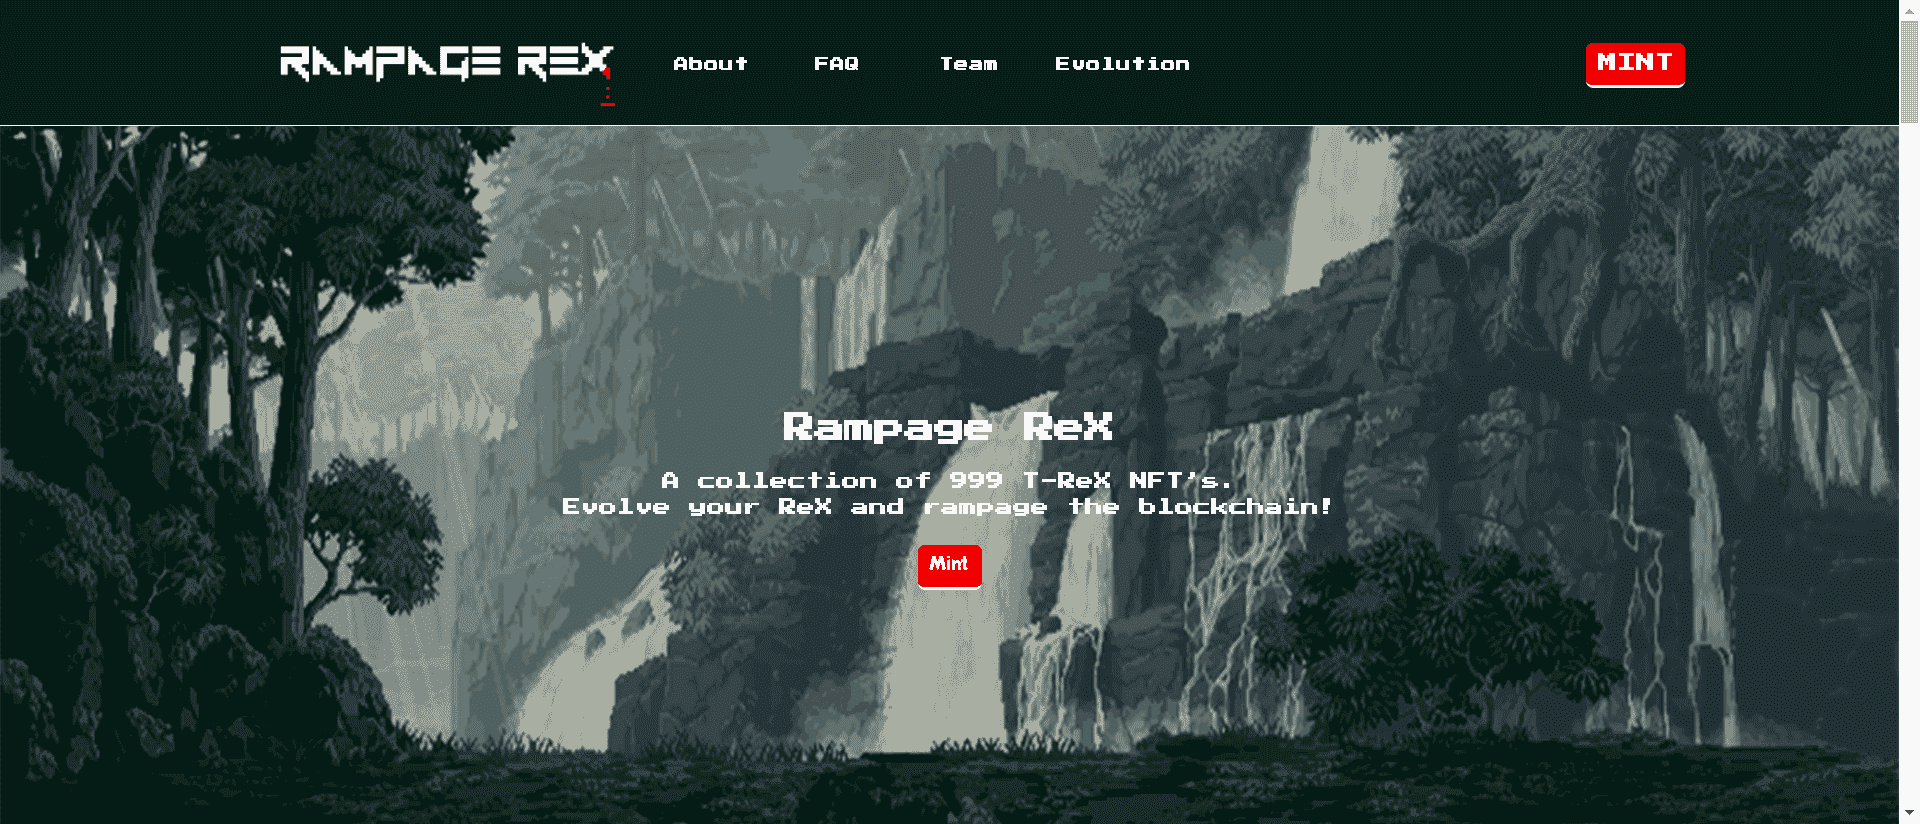 RAMPAGE REX
About
FAQ
Team
Evolution
MINT
Rampage ReX
A collection of 999 T-ReX NFT's.
Evolve your ReX and rampage the blockchain!
Mint